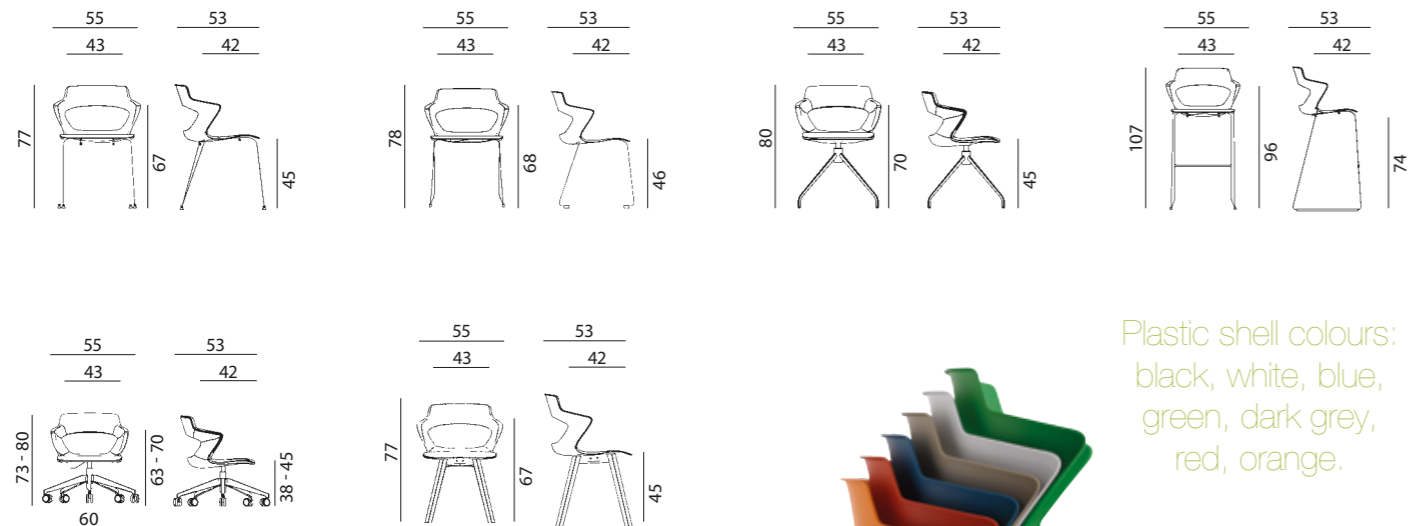 55 53 55 53 55 53 55 53
43 42 43 42 43 42 43 42
77 67 45 78 68 46 80 70 45 107 96 74
55 53 55 53
43 42 43 42
73 - 80 63 - 70 38 - 45 77 67 45
60
Plastic shell colours:
black, white, blue,
green, dark grey,
red, orange.